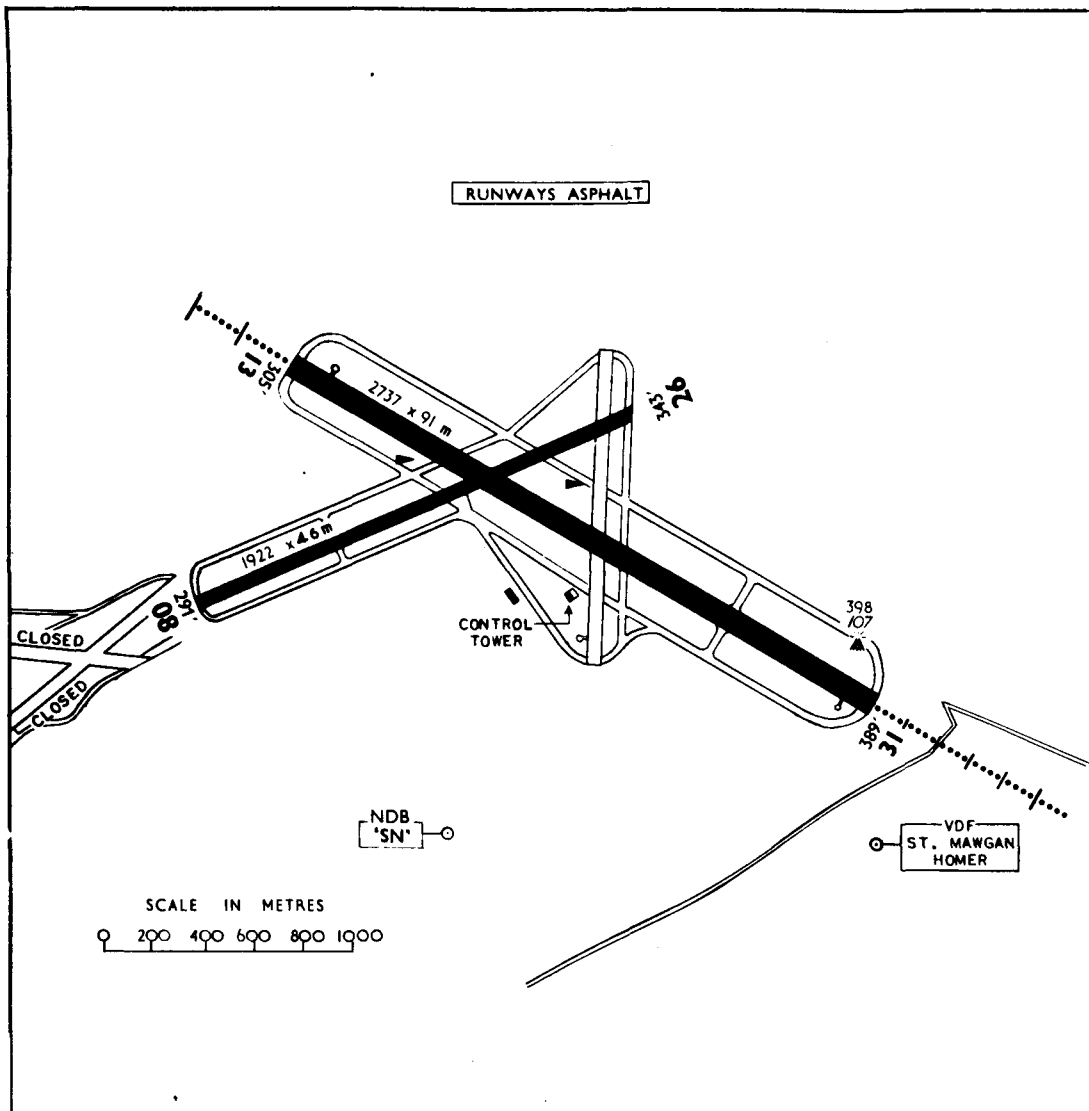 RUNWAYS ASPHALT
13
305'
2737 x 91 m
26
343'
1922 x 46 m
291'
08
CLOSED
CLOSED
CONTROL
TOWER
398
107
389'
31
NDB
"SN"
VDF
ST. MAWGAN
HOMER
SCALE IN METRES
0 200 400 600 800 1000